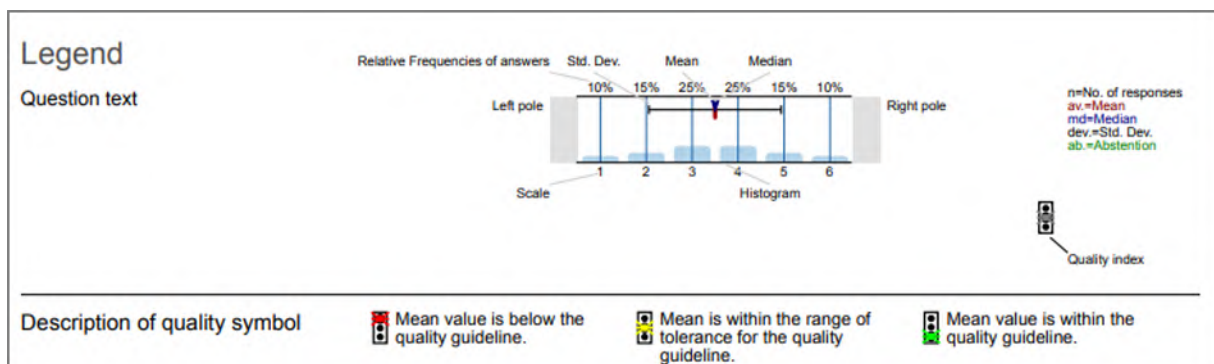 Legend
Relative Frequencies of answers Std. Dev. Mean Median
Question text
10% 15% 25% 25% 15% 10%
Left pole
Right pole
n=No. of responses
av.=Mean
md=Median
dev.=Std. Dev.
ab.=Abstention
1 2 3 4 5 6
Scale
Histogram
Quality index
Description of quality symbol
Mean value is below the
quality guideline.
Mean is within the range of
tolerance for the quality
guideline.
Mean value is within the
quality guideline.